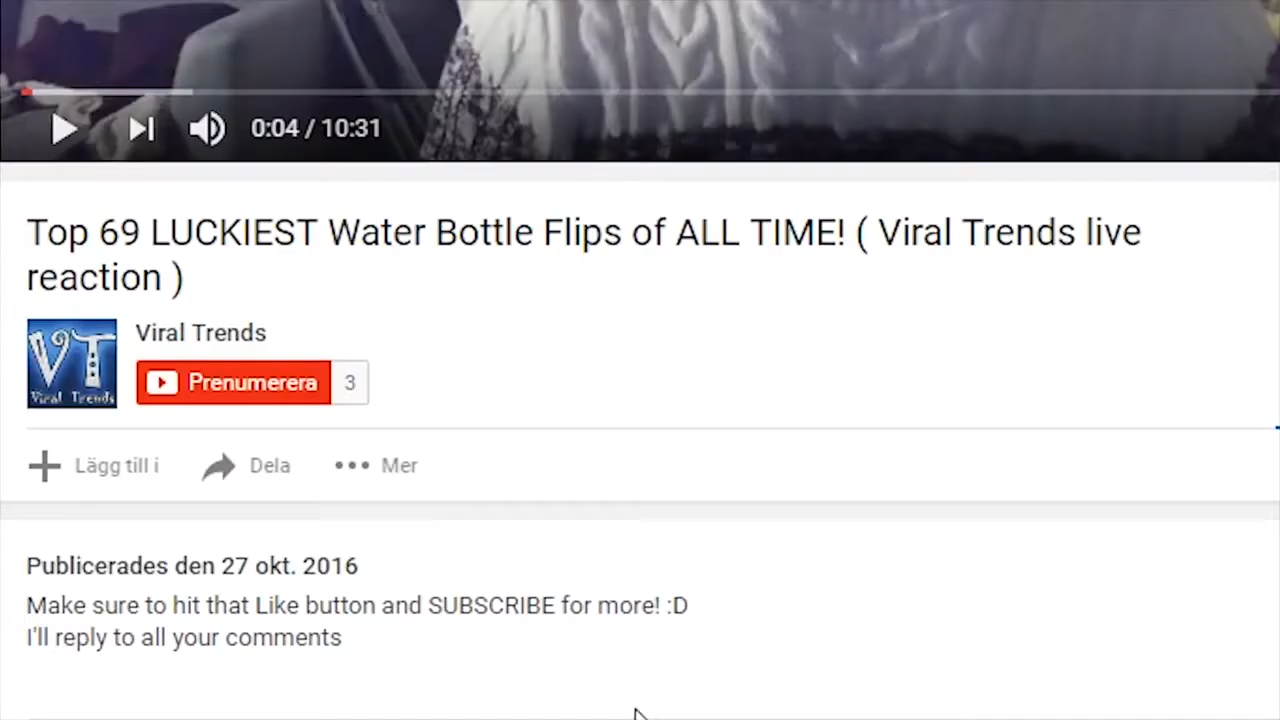 0:04 / 10:31
Top 69 LUCKIEST Water Bottle Flips of ALL TIME! ( Viral Trends live
reaction )
VT
Viral Trends
Viral Trends
Prenumerera 3
Lägg till i Dela Mer
Publicerades den 27 okt. 2016
Make sure to hit that Like button and SUBSCRIBE for more! :D
I'll reply to all your comments